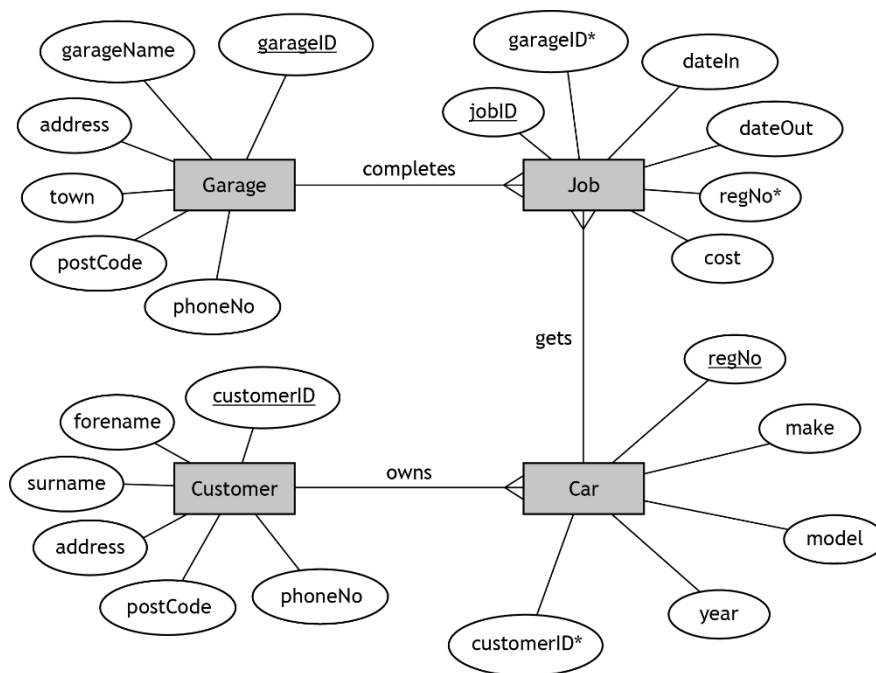 garageName
garageID
garageID*
dateIn
address
jobID
dateOut
Garage
completes
Job
town
regNo*
postCode
cost
phoneNo
gets
regNo
customerID
forename
make
surname
Customer
owns
Car
address
model
postCode
phoneNo
year
customerID*